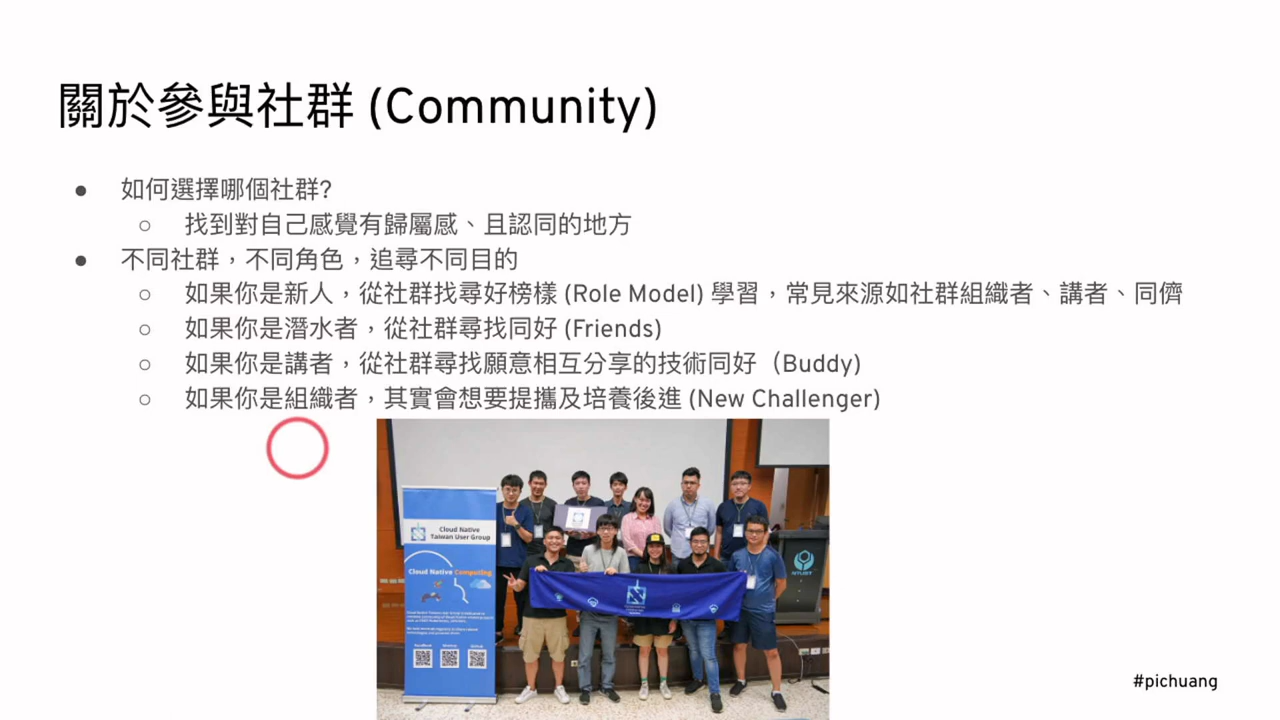 關於參與社群 (Community)
● 如何選擇哪個社群?
○ 找到對自己感覺有歸屬感、且認同的地方
● 不同社群，不同角色，追尋不同目的
○ 如果你是新人，從社群找尋好榜樣 (Role Model) 學習，常見來源如社群組織者、講者、同儕
○ 如果你是潛水者，從社群尋找同好 (Friends)
○ 如果你是講者，從社群尋找願意相互分享的技術同好（Buddy)
○ 如果你是組織者，其實會想要提攜及培養後進 (New Challenger)
Cloud Native
Taiwan User Group
Cloud Native Computing
NTUST
#pichuang